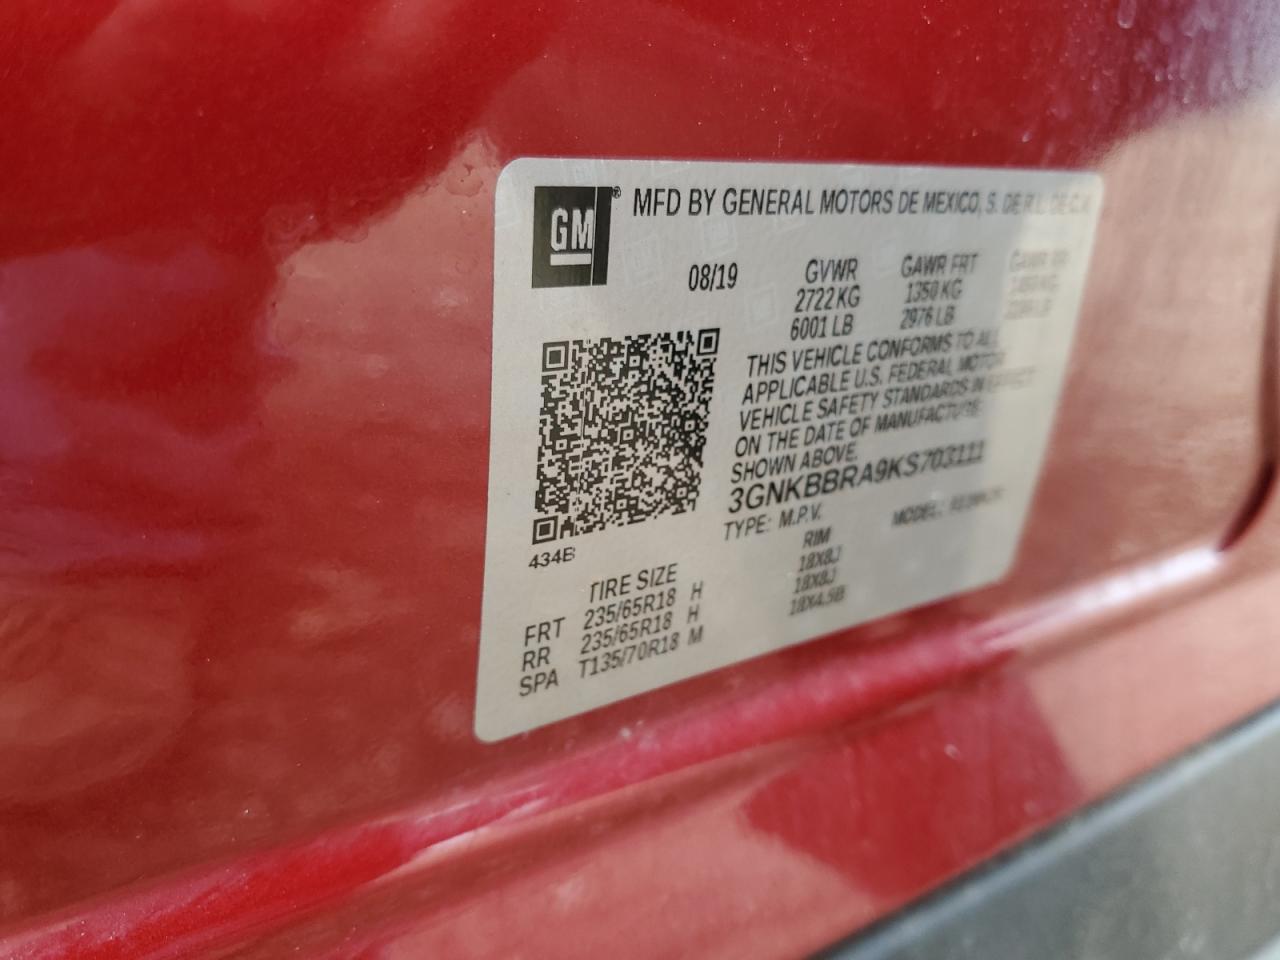 GM®
MFD BY GENERAL MOTORS DE MEXICO, S. DE R.L. DE C.V.
08/19
GVWR GAWR FRT GAWR RR
2722 KG 1350 KG
6001 LB 2976 LB
THIS VEHICLE CONFORMS TO ALL
APPLICABLE U.S. FEDERAL MOTOR
VEHICLE SAFETY STANDARDS IN EFFECT
ON THE DATE OF MANUFACTURE
SHOWN ABOVE.
3GNKBBRA9KS703111
TYPE: M.P.V. MODEL:
434B
TIRE SIZE RIM
FRT 235/65R18 H 18X8J
RR 235/65R18 H 18X8J
SPA T135/70R18 M 18X4.5B